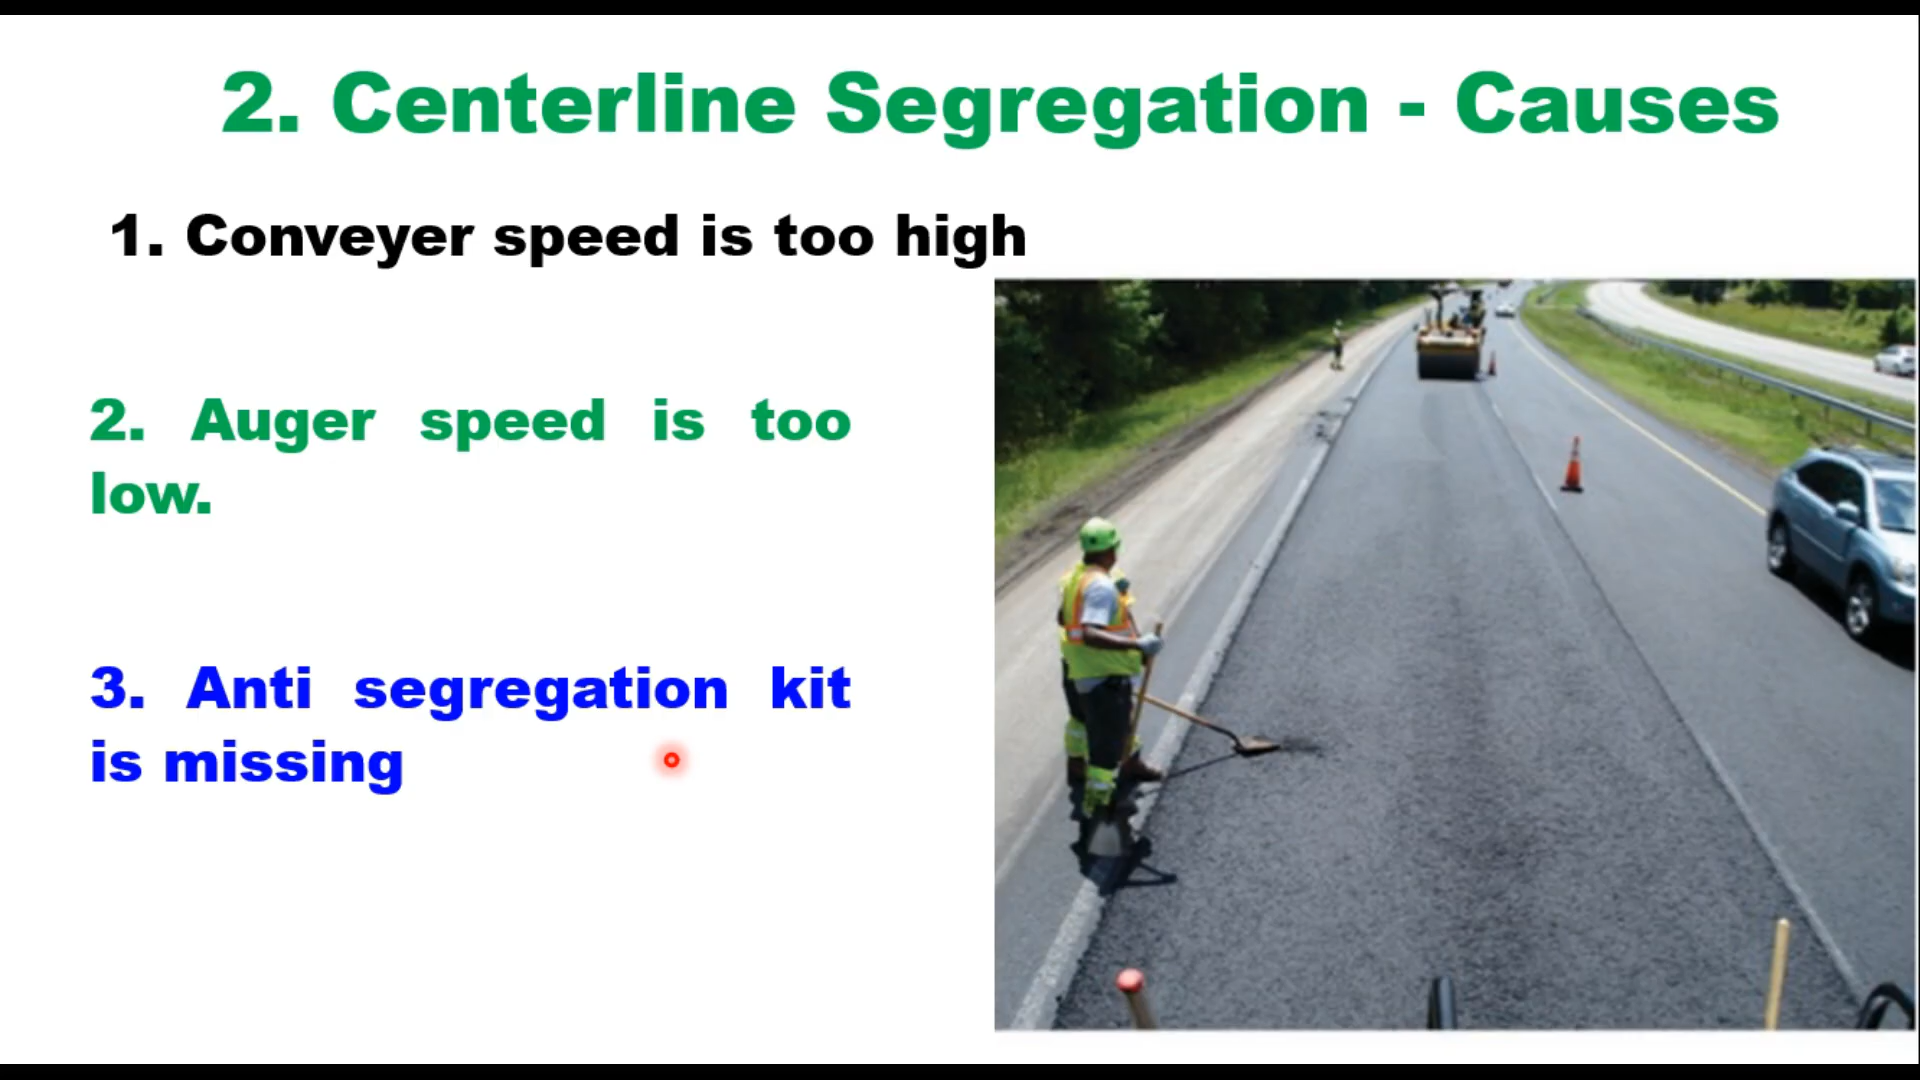 2. Centerline Segregation - Causes
1. Conveyer speed is too high
2. Auger speed is too
low.
3. Anti segregation kit
is missing